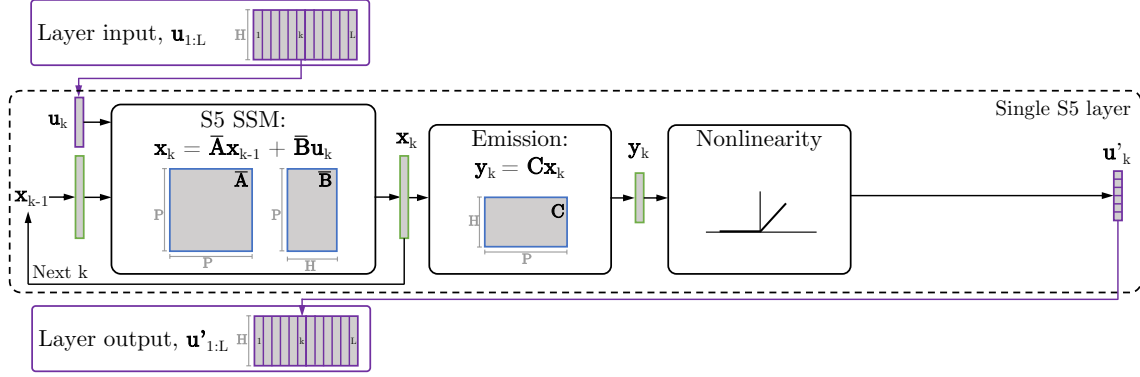 Layer input, u1:L
H
1 k L
Single S5 layer
uk
S5 SSM:
xk = A̅xk-1 + B̅uk
A̅
B̅
P
P
P
H
xk-1
Next k
xk
Emission:
yk = Cxk
C
H
P
yk
Nonlinearity
u'k
Layer output, u'1:L
H
1 k L